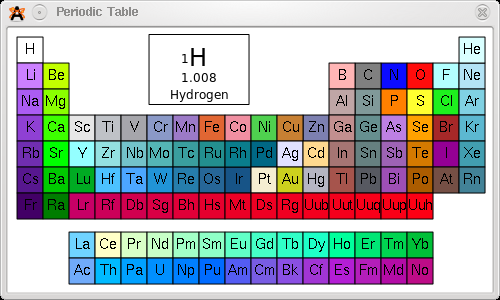 Periodic Table
H He
1H
1.008
Hydrogen
Li Be B C N O F Ne
Na Mg Al Si P S Cl Ar
K Ca Sc Ti V Cr Mn Fe Co Ni Cu Zn Ga Ge As Se Br Kr
Rb Sr Y Zr Nb Mo Tc Ru Rh Pd Ag Cd In Sn Sb Te I Xe
Cs Ba Lu Hf Ta W Re Os Ir Pt Au Hg Tl Pb Bi Po At Rn
Fr Ra Lr Rf Db Sg Bh Hs Mt Ds Rg Uub Uut Uuq Uup Uuh
La Ce Pr Nd Pm Sm Eu Gd Tb Dy Ho Er Tm Yb
Ac Th Pa U Np Pu Am Cm Bk Cf Es Fm Md No